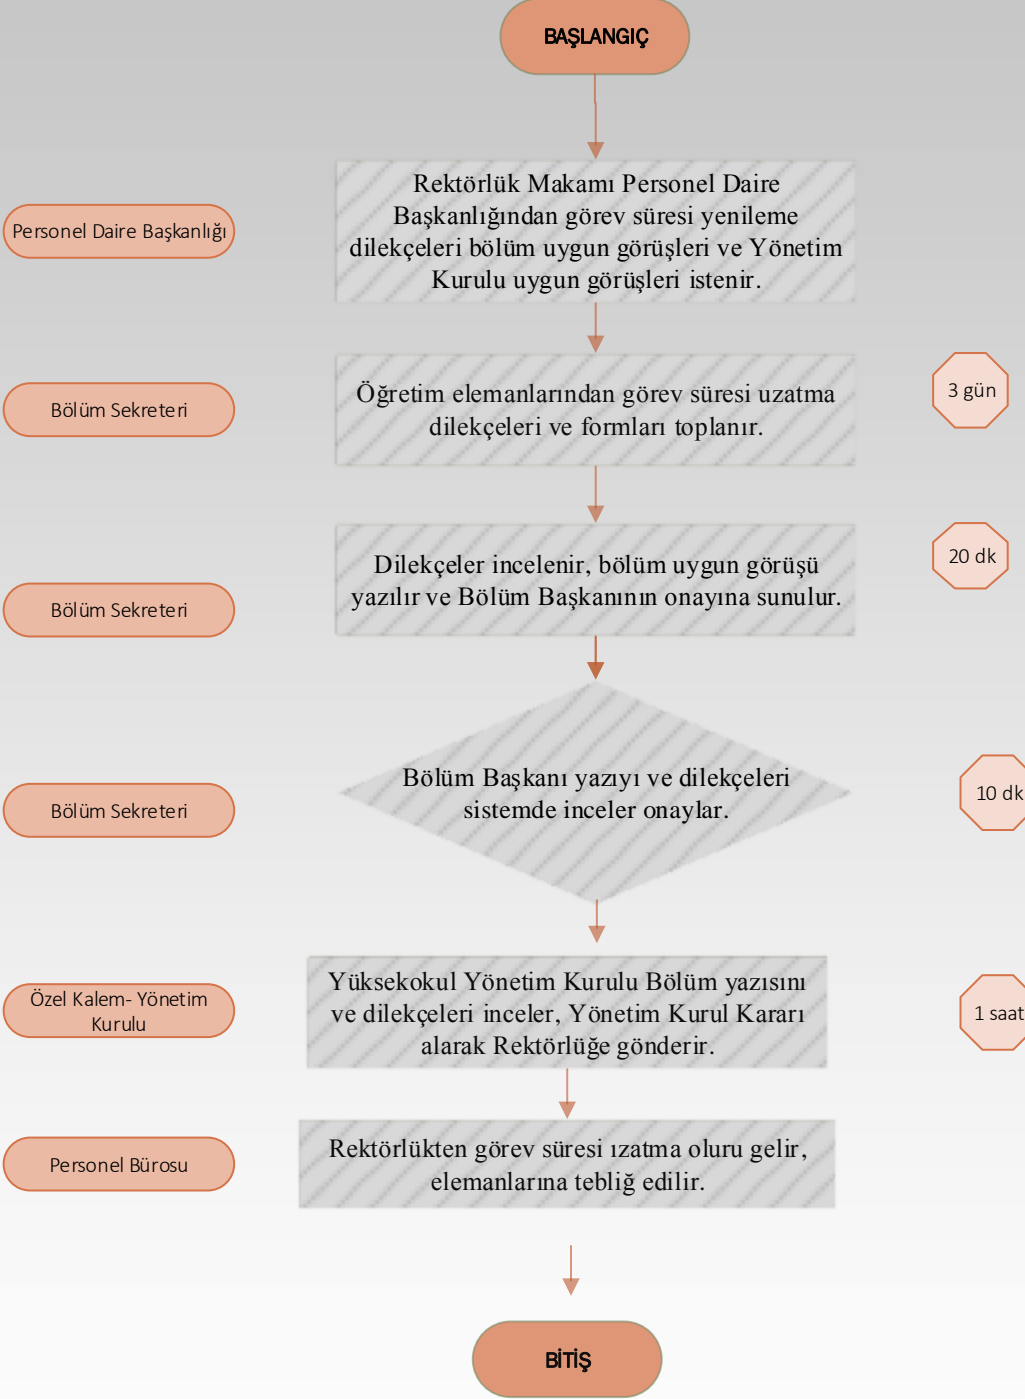 BAŞLANGIÇ
Personel Daire Başkanlığı
Rektörlük Makamı Personel Daire
Başkanlığından görev süresi yenileme
dilekçeleri bölüm uygun görüşleri ve Yönetim
Kurulu uygun görüşleri istenir.
Bölüm Sekreteri
Öğretim elemanlarından görev süresi uzatma
dilekçeleri ve formları toplanır.
3 gün
Bölüm Sekreteri
Dilekçeler incelenir, bölüm uygun görüşü
yazılır ve Bölüm Başkanının onayına sunulur.
20 dk
Bölüm Sekreteri
Bölüm Başkanı yazıyı ve dilekçeleri
sistemde inceler onaylar.
10 dk
Özel Kalem- Yönetim
Kurulu
Yüksekokul Yönetim Kurulu Bölüm yazısını
ve dilekçeleri inceler, Yönetim Kurul Kararı
alarak Rektörlüğe gönderir.
1 saat
Personel Bürosu
Rektörlükten görev süresi ızatma oluru gelir,
elemanlarına tebliğ edilir.
BİTİŞ